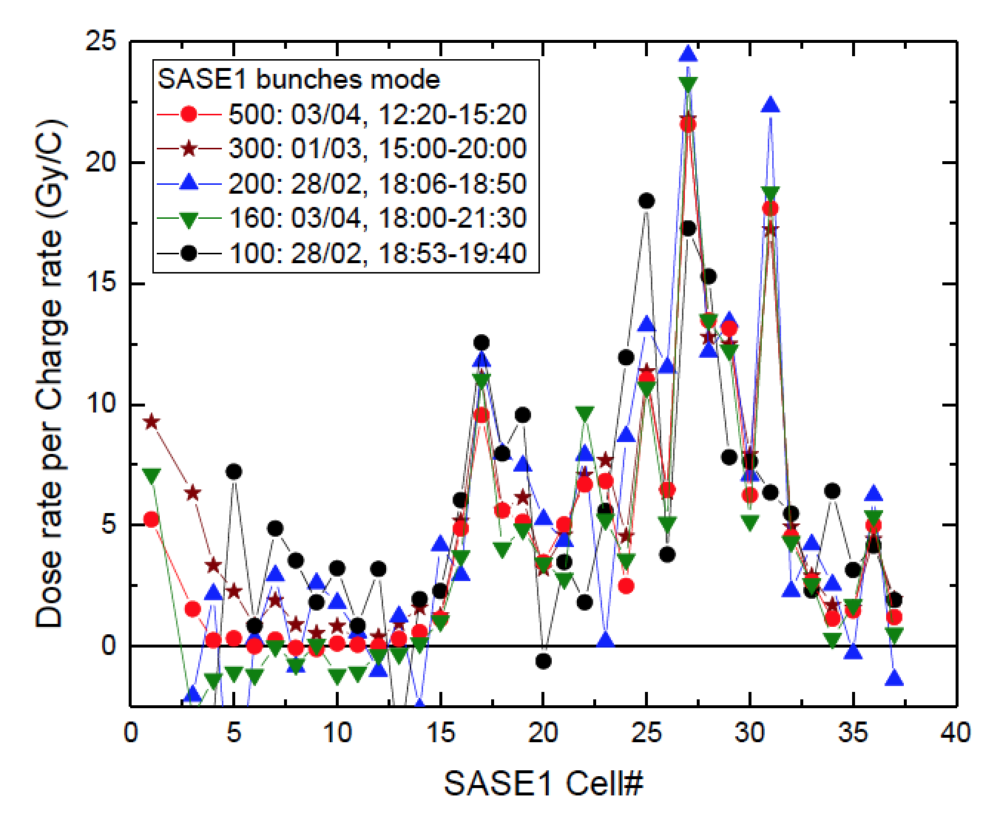 25
20
15
10
5
0
Dose rate per Charge rate (Gy/C)
SASE1 bunches mode
500: 03/04, 12:20-15:20
300: 01/03, 15:00-20:00
200: 28/02, 18:06-18:50
160: 03/04, 18:00-21:30
100: 28/02, 18:53-19:40
0 5 10 15 20 25 30 35 40
SASE1 Cell#